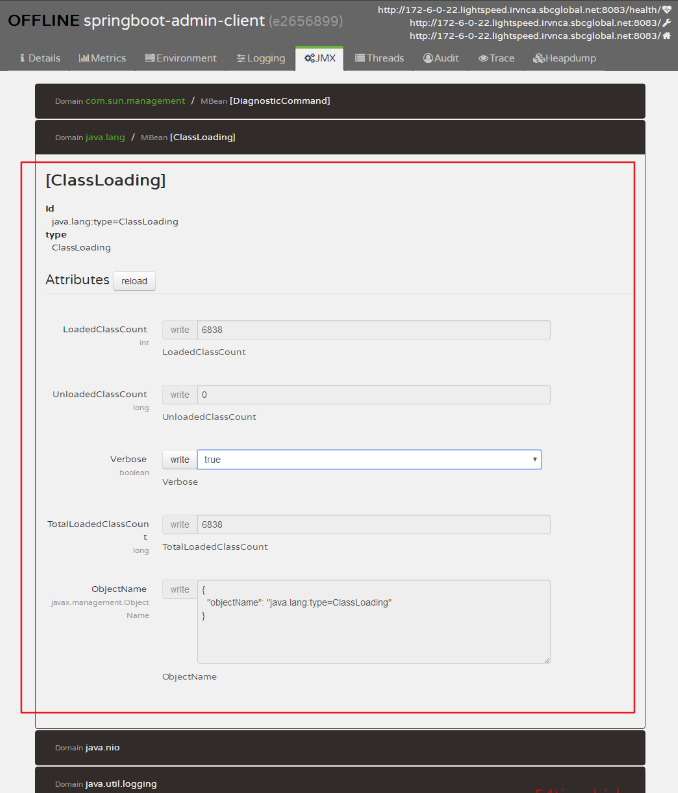 OFFLINE springboot-admin-client (e2656899)
http://172-6-0-22.lightspeed.irvnca.sbcglobal.net:8083/health/
http://172-6-0-22.lightspeed.irvnca.sbcglobal.net:8083/
http://172-6-0-22.lightspeed.irvnca.sbcglobal.net:8083/
Details Metrics Environment Logging JMX Threads Audit Trace Heapdump
Domain com.sun.management / MBean [DiagnosticCommand]
Domain java.lang / MBean [ClassLoading]
[ClassLoading]
Id
java.lang:type=ClassLoading
type
ClassLoading
Attributes reload
LoadedClassCount write 6838
int
LoadedClassCount
UnloadedClassCount write 0
long
UnloadedClassCount
Verbose write true
boolean
Verbose
TotalLoadedClassCoun write 6838
t
long
TotalLoadedClassCount
ObjectName write {
javax.management.Object "objectName": "java.lang:type=ClassLoading"
Name }
ObjectName
Domain java.nio
Domain java.util.logging